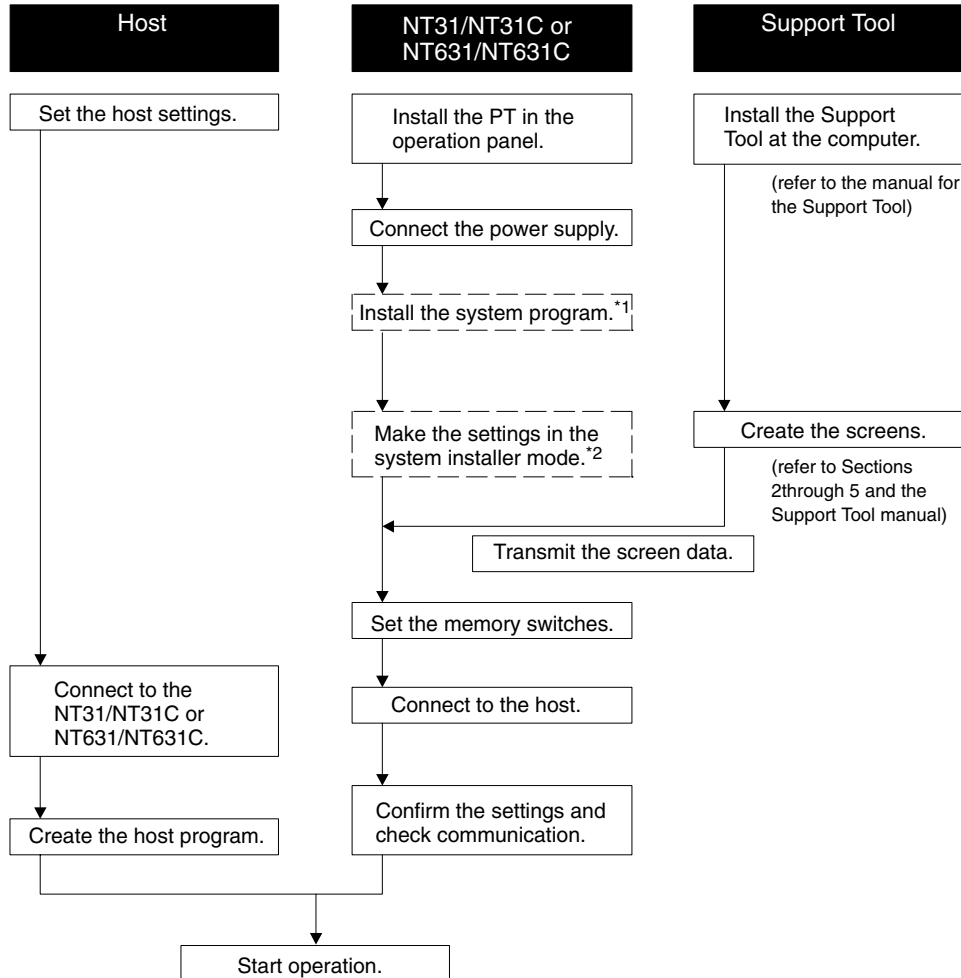 Host
NT31/NT31C or
NT631/NT631C
Support Tool
Set the host settings.
Install the PT in the
operation panel.
Install the Support
Tool at the computer.
(refer to the manual for
the Support Tool)
Connect the power supply.
Install the system program.*1
Make the settings in the
system installer mode.*2
Create the screens.
(refer to Sections
2through 5 and the
Support Tool manual)
Transmit the screen data.
Set the memory switches.
Connect to the
NT31/NT31C or
NT631/NT631C.
Connect to the host.
Create the host program.
Confirm the settings and
check communication.
Start operation.